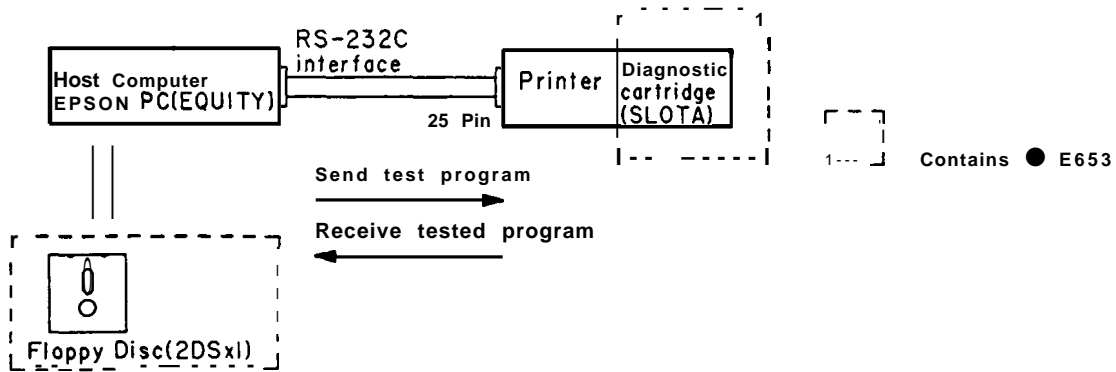 RS-232C
interface
Host Computer
EPSON PC(EQUITY)
Printer
Diagnostic
cartridge
(SLOTA)
25 Pin
Contains ● E653
Send test program
Receive tested program
Floppy Disc(2DSx1)